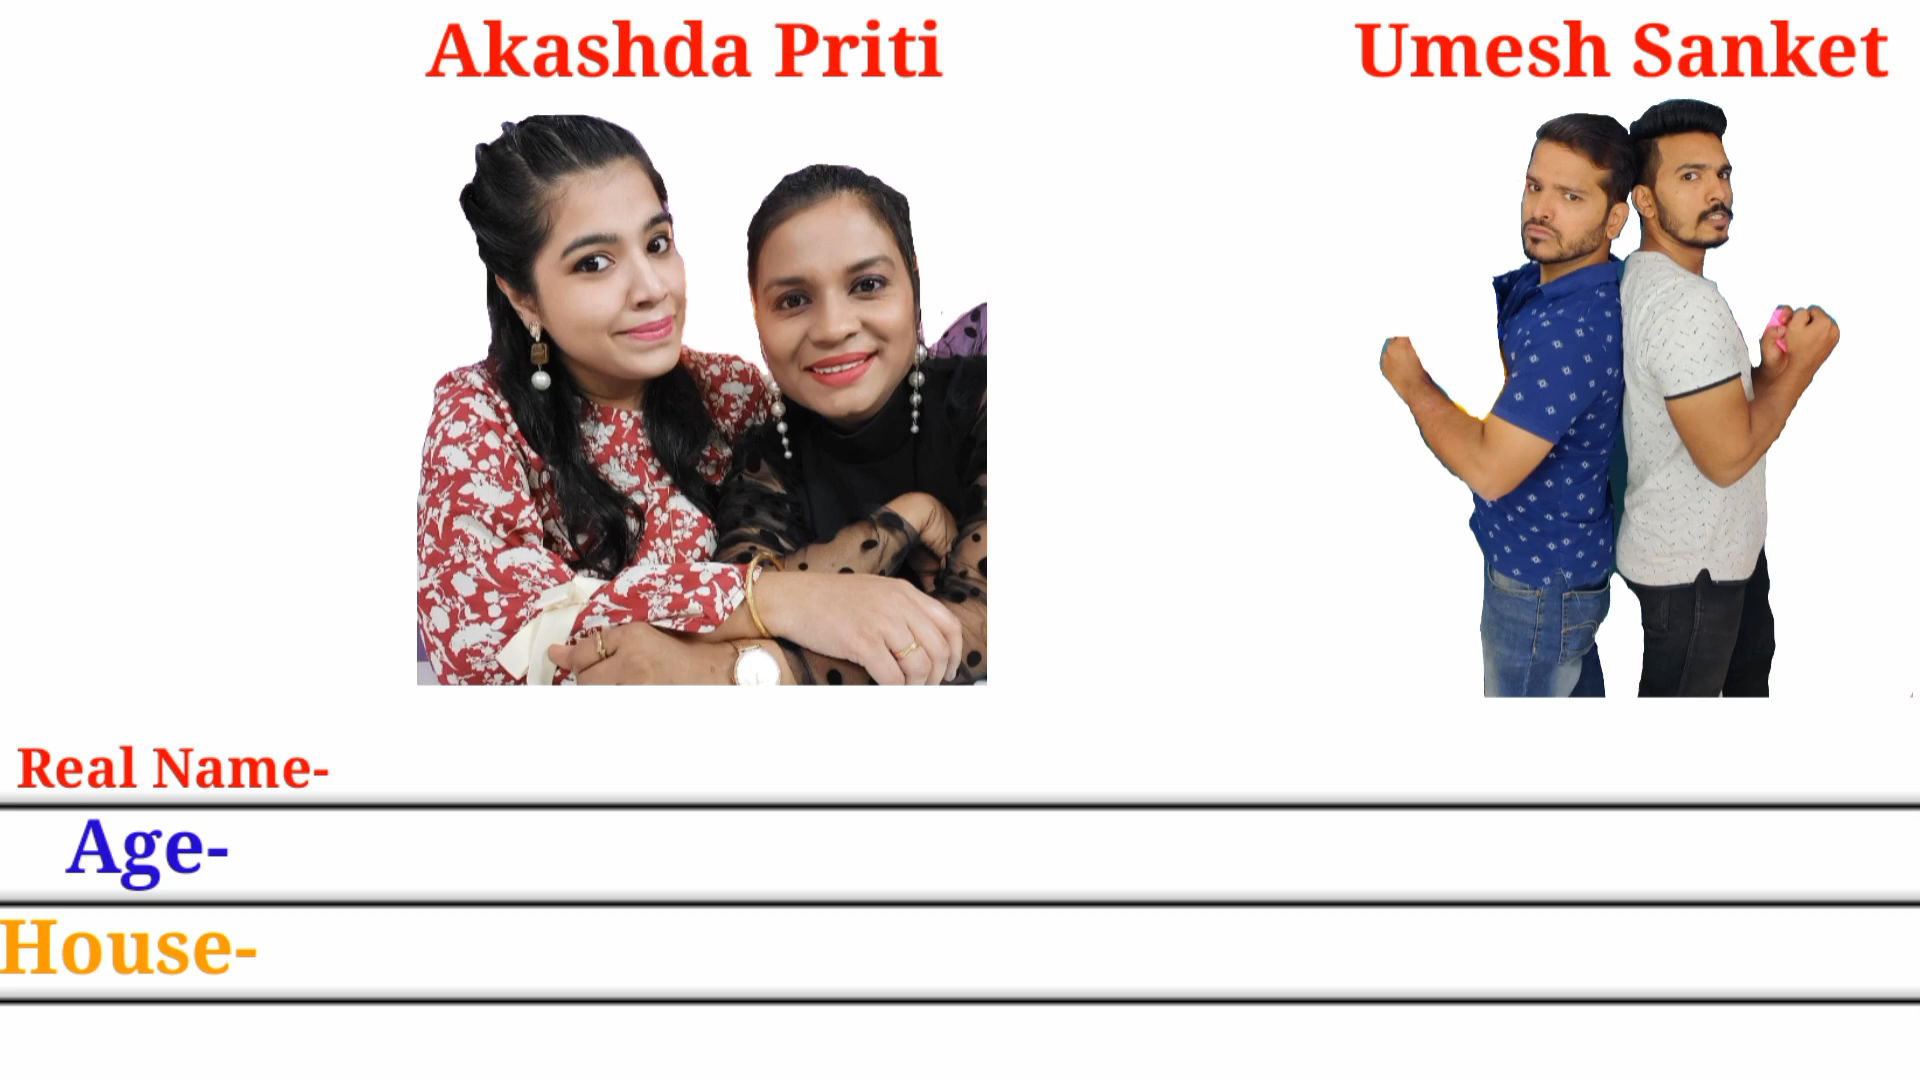 Akashda Priti
Umesh Sanket
Real Name-
Age-
House-